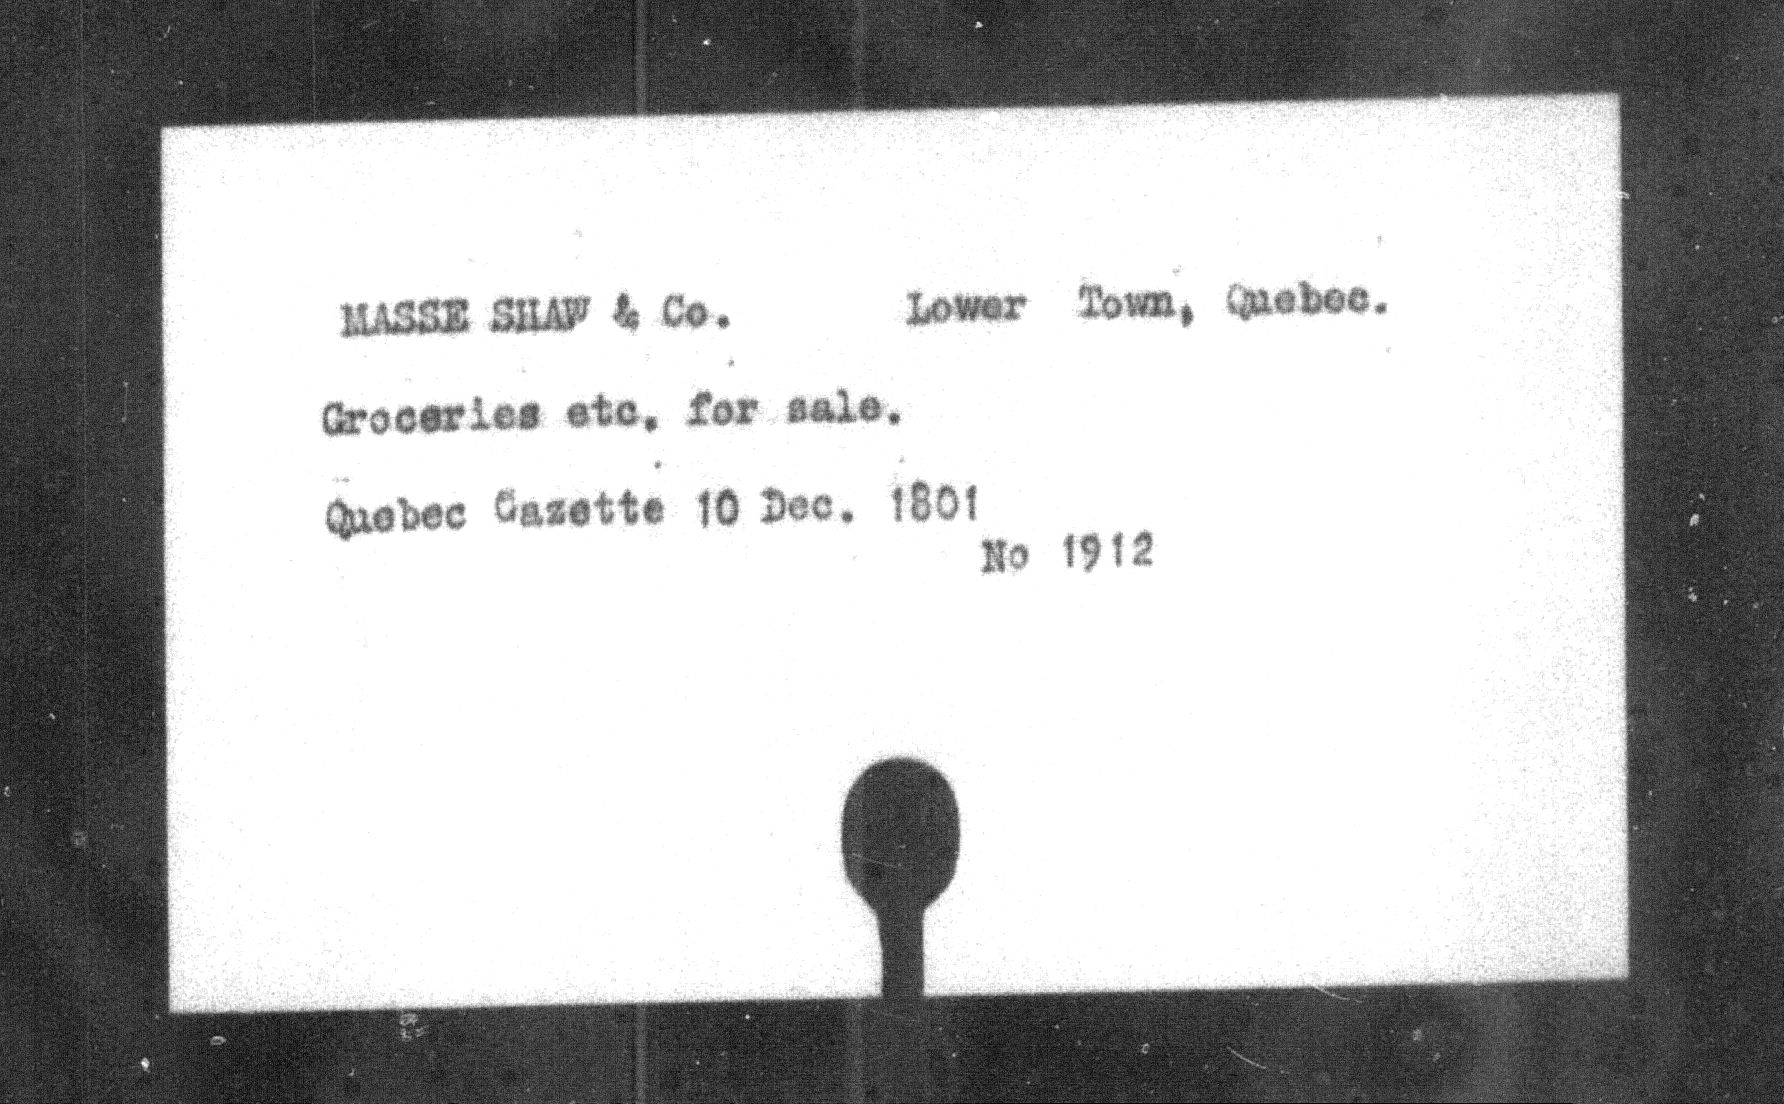 MASSE SHAW & Co. Lower Town, Quebec.
Groceries etc. for sale.
Quebec Gazette 10 Dec. 1801
No 1912